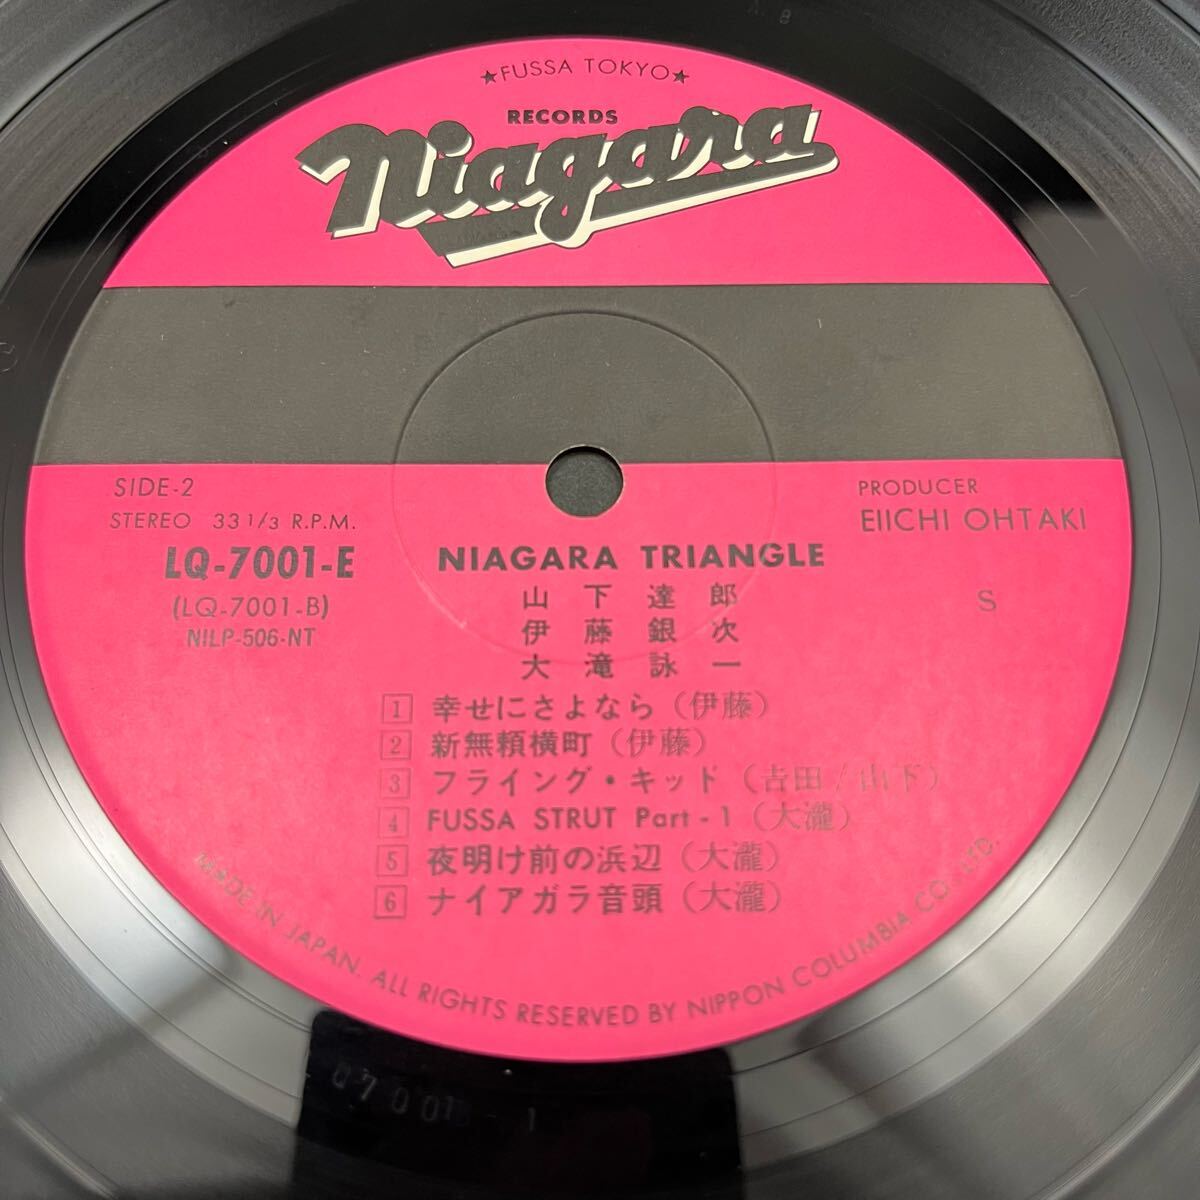 ★FUSSA TOKYO★
RECORDS
Niagara
SIDE-2
STEREO 33 1/3 R.P.M.
LQ-7001-E
(LQ-7001-B)
NILP-506-NT
PRODUCER
EIICHI OHTAKI
NIAGARA TRIANGLE
山下達郎
伊藤銀次
大滝詠一
S
1 幸せにさよなら(伊藤)
2 新無頼横町(伊藤)
3 フライング・キッド(吉田/山下)
4 FUSSA STRUT Part-1(大瀧)
5 夜明け前の浜辺(大瀧)
6 ナイアガラ音頭(大瀧)
MADE IN JAPAN. ALL RIGHTS RESERVED BY NIPPON COLUMBIA CO., LTD.